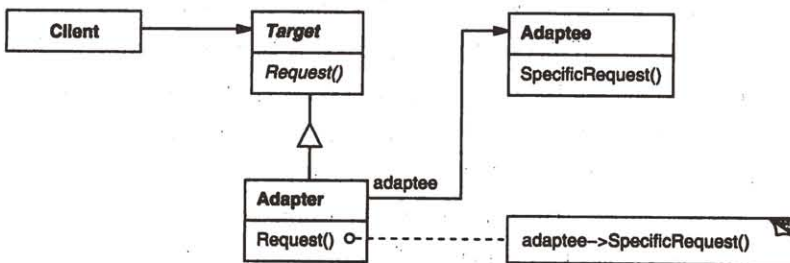 Client
Target
Request()
Adaptee
SpecificRequest()
Adapter
adaptee
Request()
adaptee–>SpecificRequest()